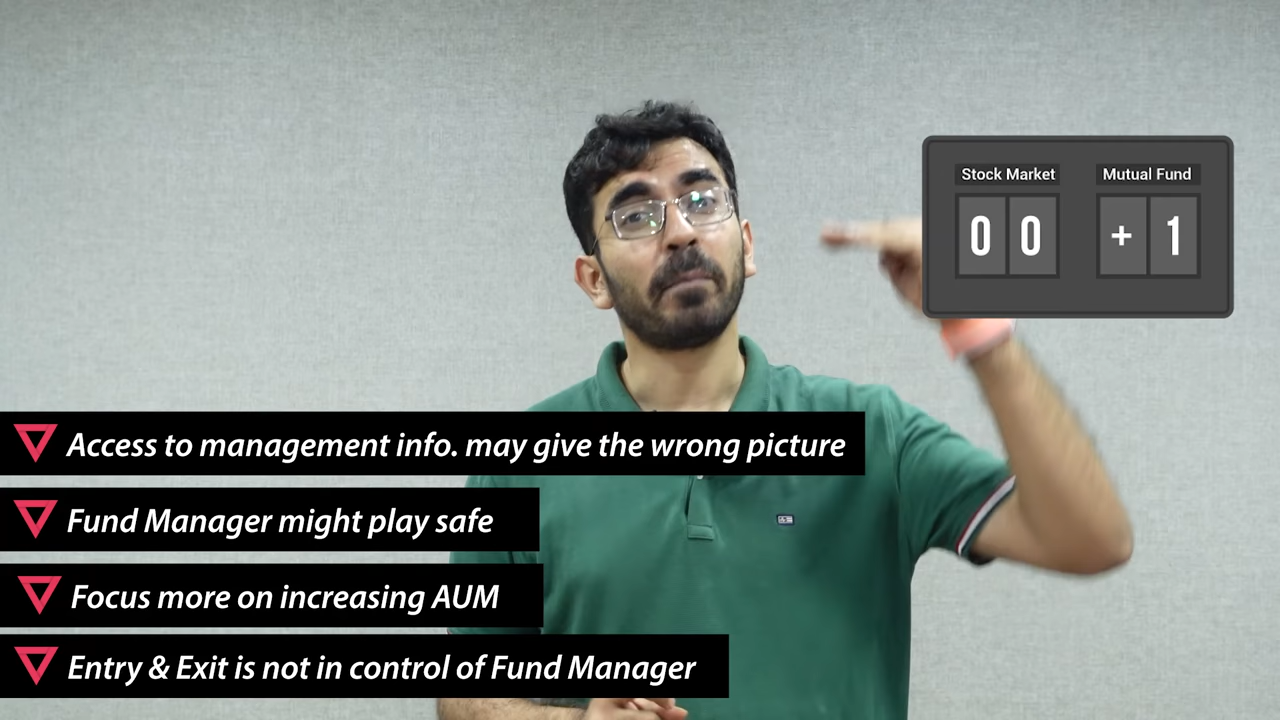 Stock Market
Mutual Fund
0 0
+ 1
Access to management info. may give the wrong picture
Fund Manager might play safe
Focus more on increasing AUM
Entry & Exit is not in control of Fund Manager